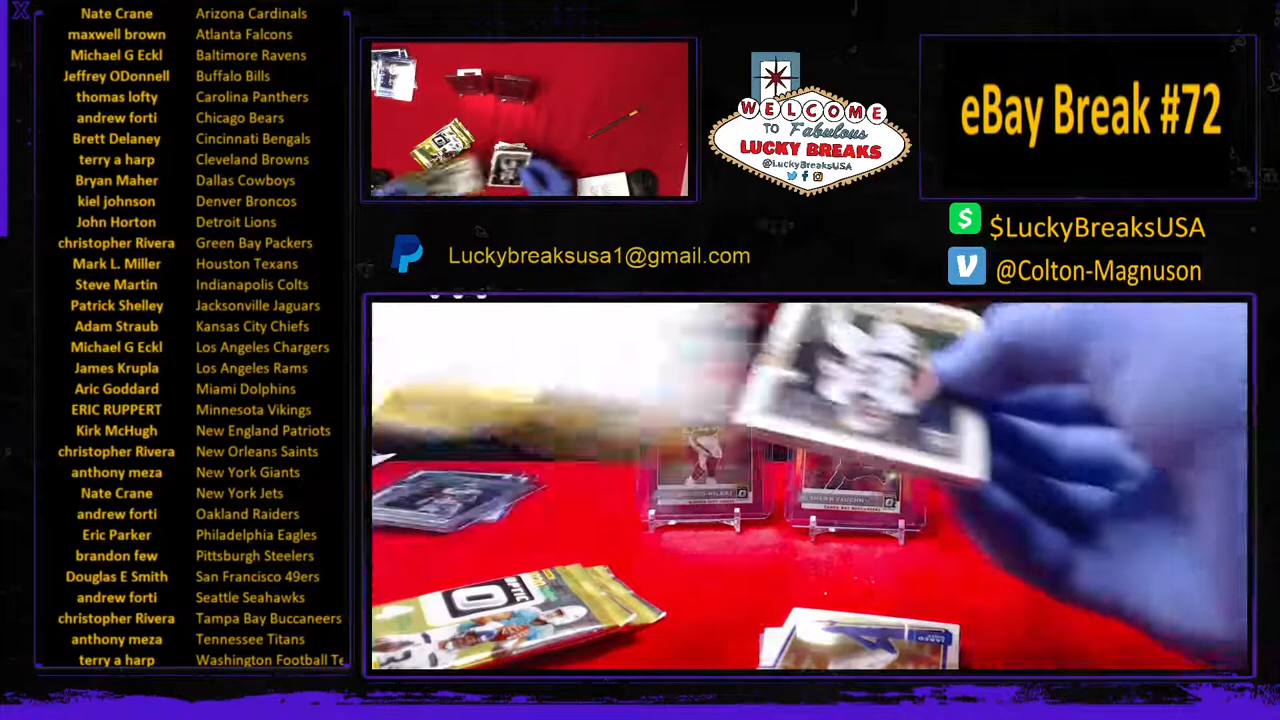 Nate Crane Arizona Cardinals
maxwell brown Atlanta Falcons
Michael G Eckl Baltimore Ravens
Jeffrey ODonnell Buffalo Bills
thomas lofty Carolina Panthers
andrew forti Chicago Bears
Brett Delaney Cincinnati Bengals
terry a harp Cleveland Browns
Bryan Maher Dallas Cowboys
kiel johnson Denver Broncos
John Horton Detroit Lions
christopher Rivera Green Bay Packers
Mark L. Miller Houston Texans
Steve Martin Indianapolis Colts
Patrick Shelley Jacksonville Jaguars
Adam Straub Kansas City Chiefs
Michael G Eckl Los Angeles Chargers
James Krupla Los Angeles Rams
Aric Goddard Miami Dolphins
ERIC RUPPERT Minnesota Vikings
Kirk McHugh New England Patriots
christopher Rivera New Orleans Saints
anthony meza New York Giants
Nate Crane New York Jets
andrew forti Oakland Raiders
Eric Parker Philadelphia Eagles
brandon few Pittsburgh Steelers
Douglas E Smith San Francisco 49ers
andrew forti Seattle Seahawks
christopher Rivera Tampa Bay Buccaneers
anthony meza Tennessee Titans
terry a harp Washington Football Te
WELCOME
TO Fabulous
LUCKY BREAKS
@LuckyBreaksUSA
eBay Break #72
$LuckyBreaksUSA
@Colton-Magnuson
Luckybreaksusa1@gmail.com
OPTIC